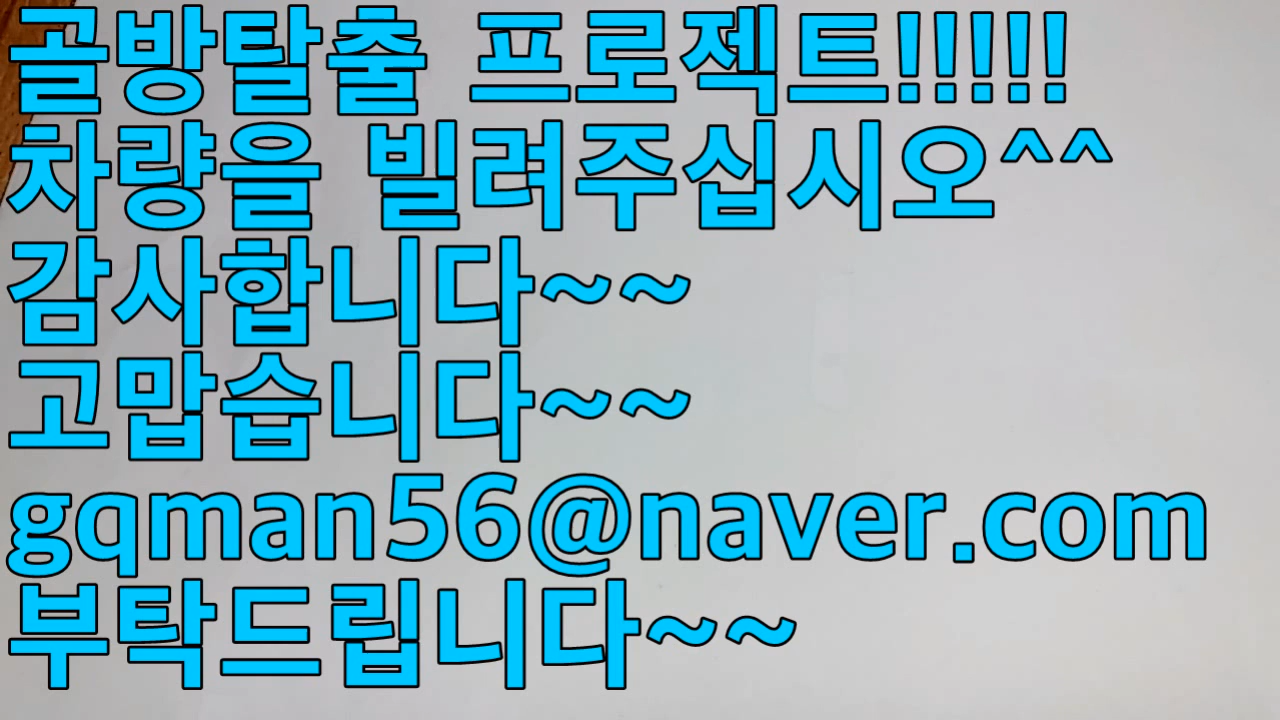 골방탈출 프로젝트!!!!!
차량을 빌려주십시오^^
감사합니다~~
고맙습니다~~
gqman56@naver.com
부탁드립니다~~